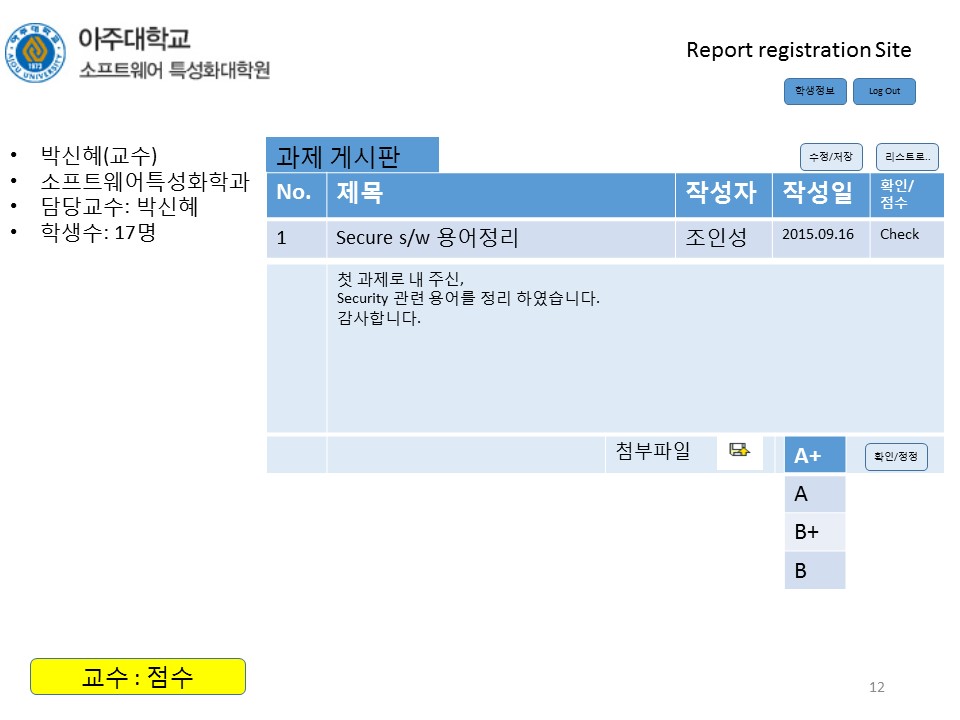 아주대학교
소프트웨어 특성화대학원
AJOU UNIVERSITY
1973
Report registration Site
학생정보
Log Out
• 박신혜(교수)
• 소프트웨어특성화학과
• 담당교수: 박신혜
• 학생수: 17명
과제 게시판
수정/저장
리스트로..
No. 제목 작성자 작성일 확인/
점수
1 Secure s/w 용어정리 조인성 2015.09.16 Check
첫 과제로 내 주신,
Security 관련 용어를 정리 하였습니다.
감사합니다.
첨부파일
A+
확인/정정
A
B+
B
교수 : 점수
12